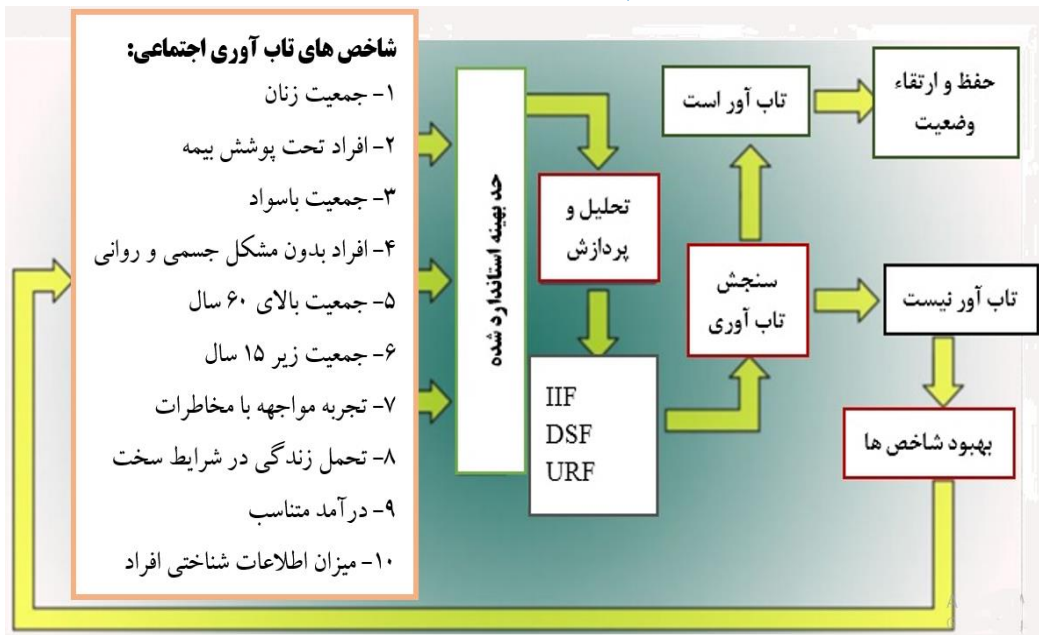 شاخص های تاب آوری اجتماعی:
۱- جمعیت زنان
۲- افراد تحت پوشش بیمه
۳- جمعیت باسواد
۴- افراد بدون مشکل جسمی و روانی
۵- جمعیت بالای ۶۰ سال
۶- جمعیت زیر ۱۵ سال
۷- تجربه مواجهه با مخاطرات
۸- تحمل زندگی در شرایط سخت
۹- درآمد متناسب
۱۰- میزان اطلاعات شناختی افراد
حد بهینه استاندارد شده
تحلیل و
پردازش
IIF
DSF
URF
سنجش
تاب آوری
تاب آور است
حفظ و ارتقاء
وضعیت
تاب آور نیست
بهبود شاخص ها